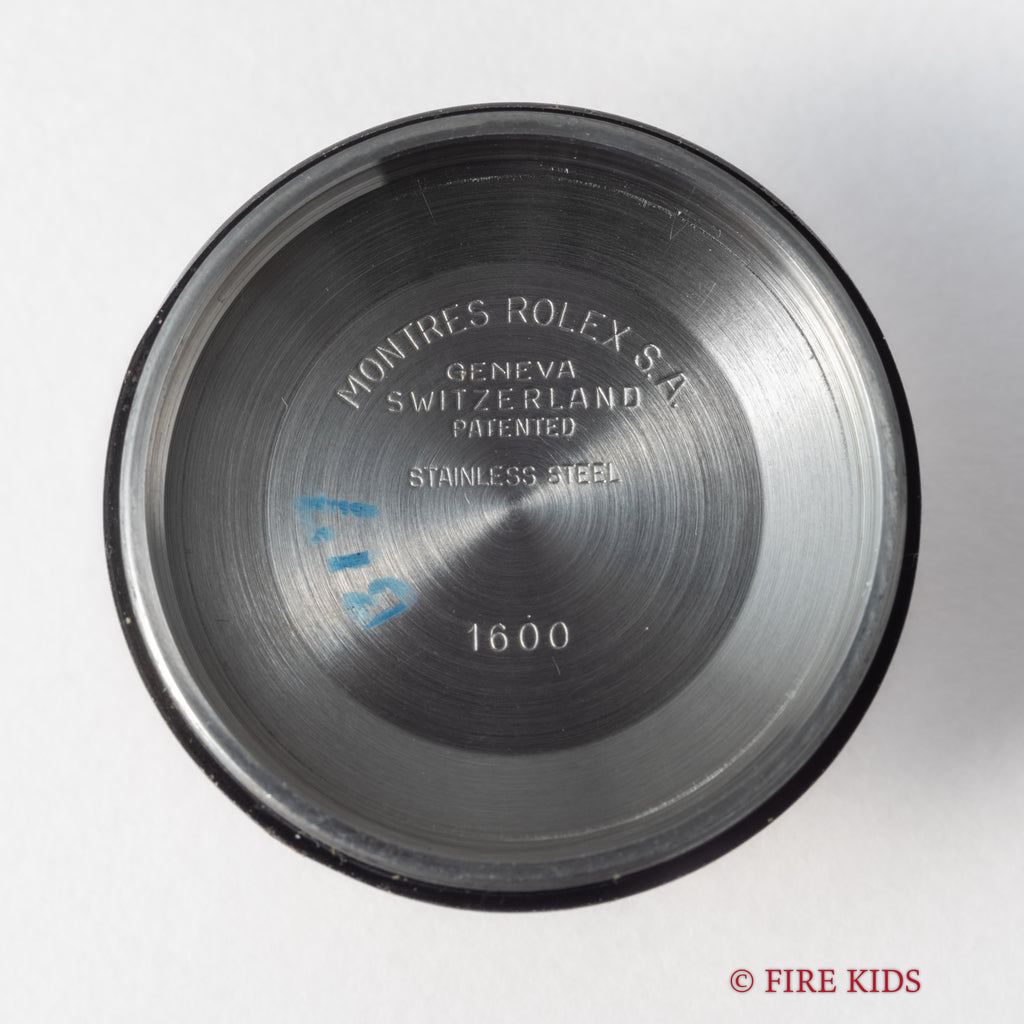 MONTRES ROLEX S.A.
GENEVA
SWITZERLAND
PATENTED
STAINLESS STEEL
1600
© FIRE KIDS